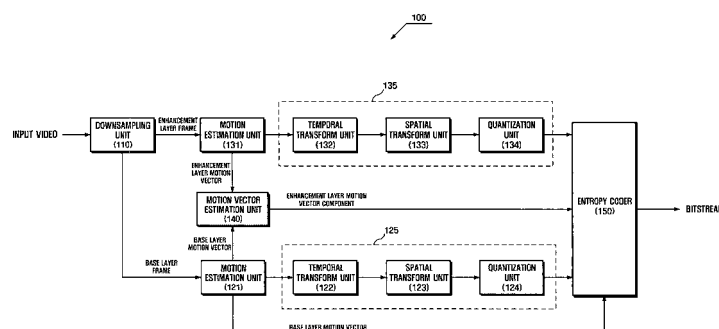 100
135
INPUT VIDEO
DOWNSAMPLING
UNIT
(110)
ENHANCEMENT
LAYER FRAME
MOTION
ESTIMATION UNIT
(131)
TEMPORAL
TRANSFORM UNIT
(132)
SPATIAL
TRANSFORM UNIT
(133)
QUANTIZATION
UNIT
(134)
ENHANCEMENT
LAYER MOTION
VECTOR
MOTION VECTOR
ESTIMATION UNIT
(140)
ENHANCEMENT LAYER MOTION
VECTOR COMPONENT
ENTROPY CODER
(150)
BITSTREAM
BASE LAYER
MOTION VECTOR
125
BASE LAYER
FRAME
MOTION
ESTIMATION UNIT
(121)
TEMPORAL
TRANSFORM UNIT
(122)
SPATIAL
TRANSFORM UNIT
(123)
QUANTIZATION
UNIT
(124)
BASE LAYER MOTION VECTOR